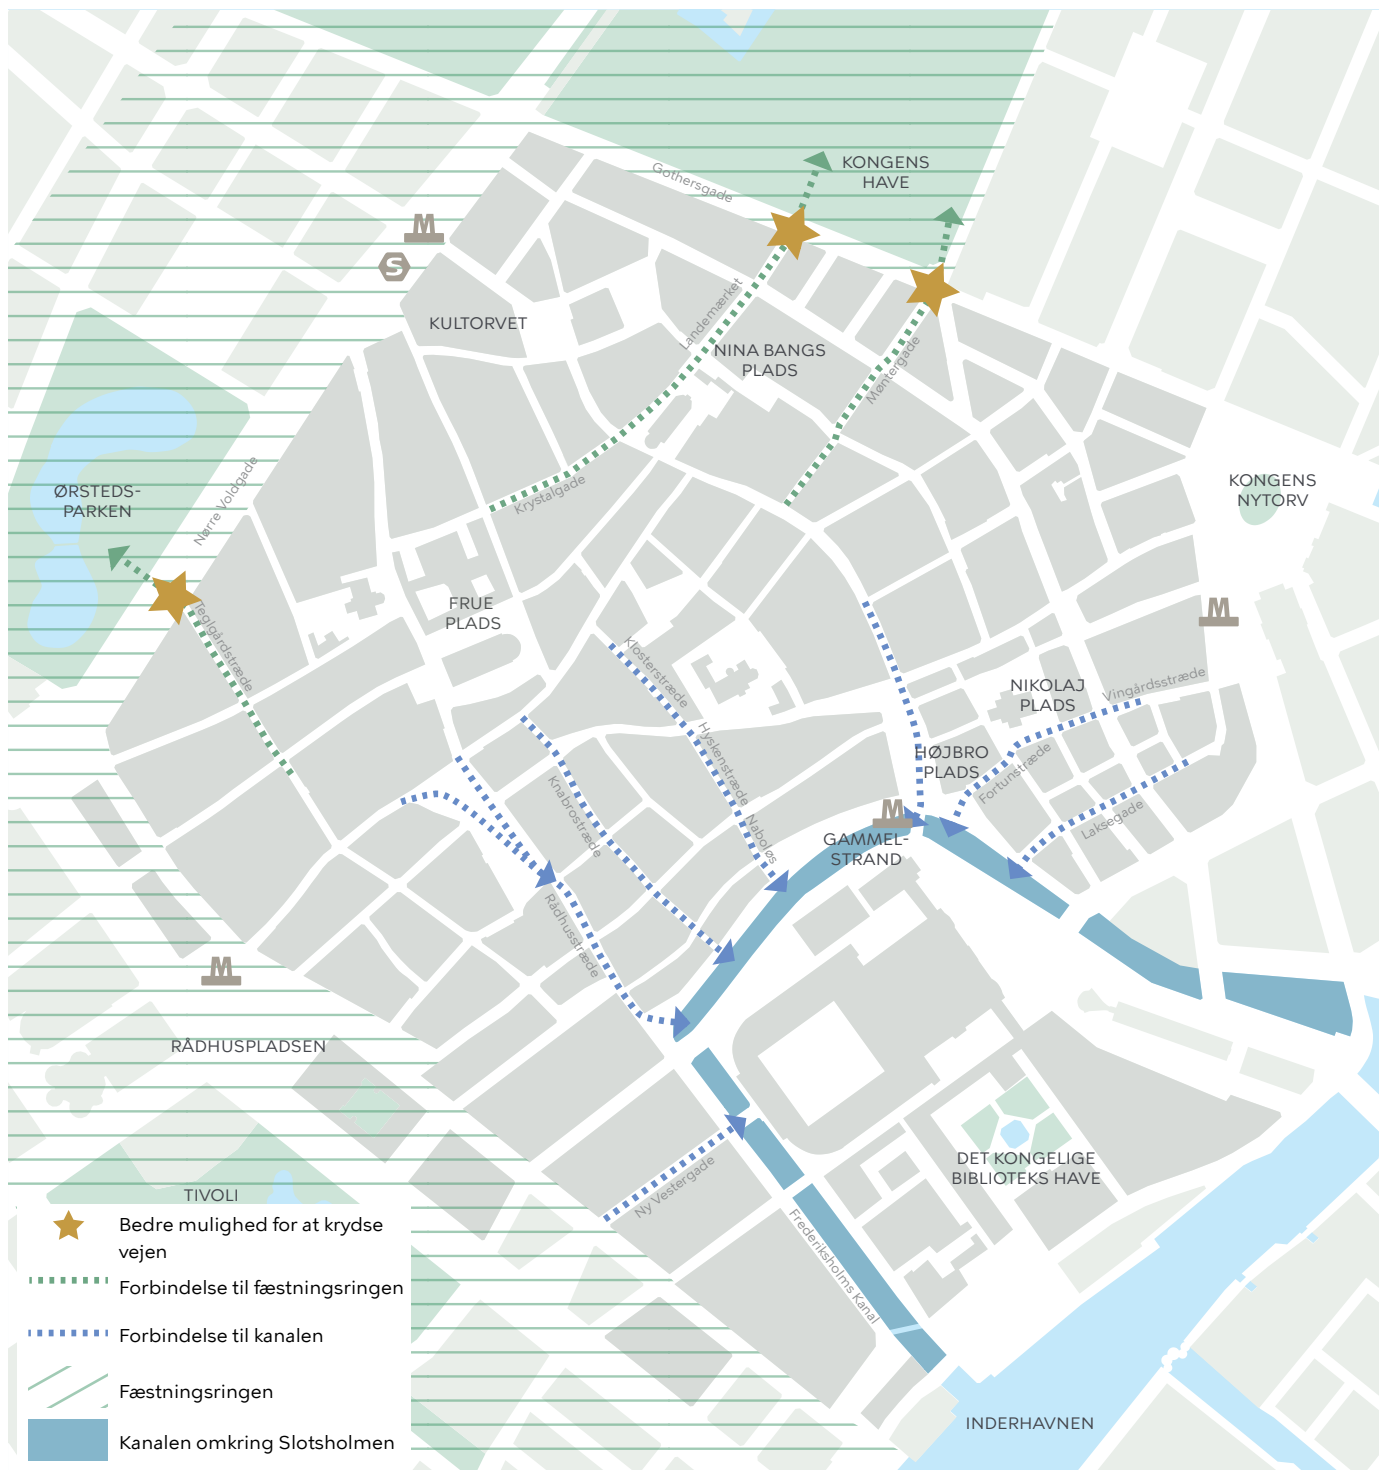 Gothersgade
KONGENS
HAVE
M
S
KULTORVET
Landemærket
NINA BANGS
PLADS
Møntergade
Nørre Voldgade
ØRSTEDS-
PARKEN
Krystalgade
KONGENS
NYTORV
FRUE
PLADS
Teglgårdstræde
M
Klosterstræde
NIKOLAJ
PLADS
Vingårdsstræde
Hyskenstræde
HØJBRO
PLADS
Fortunstræde
Knabrostræde
Naboløs
M
Laksegade
GAMMEL-
STRAND
Rådhusstræde
M
RÅDHUSPLADSEN
DET KONGELIGE
BIBLIOTEKS HAVE
Ny Vestergade
TIVOLI
Frederiksholms Kanal
INDERHAVNEN
Bedre mulighed for at krydse
vejen
Forbindelse til fæstningsringen
Forbindelse til kanalen
Fæstningsringen
Kanalen omkring Slotsholmen